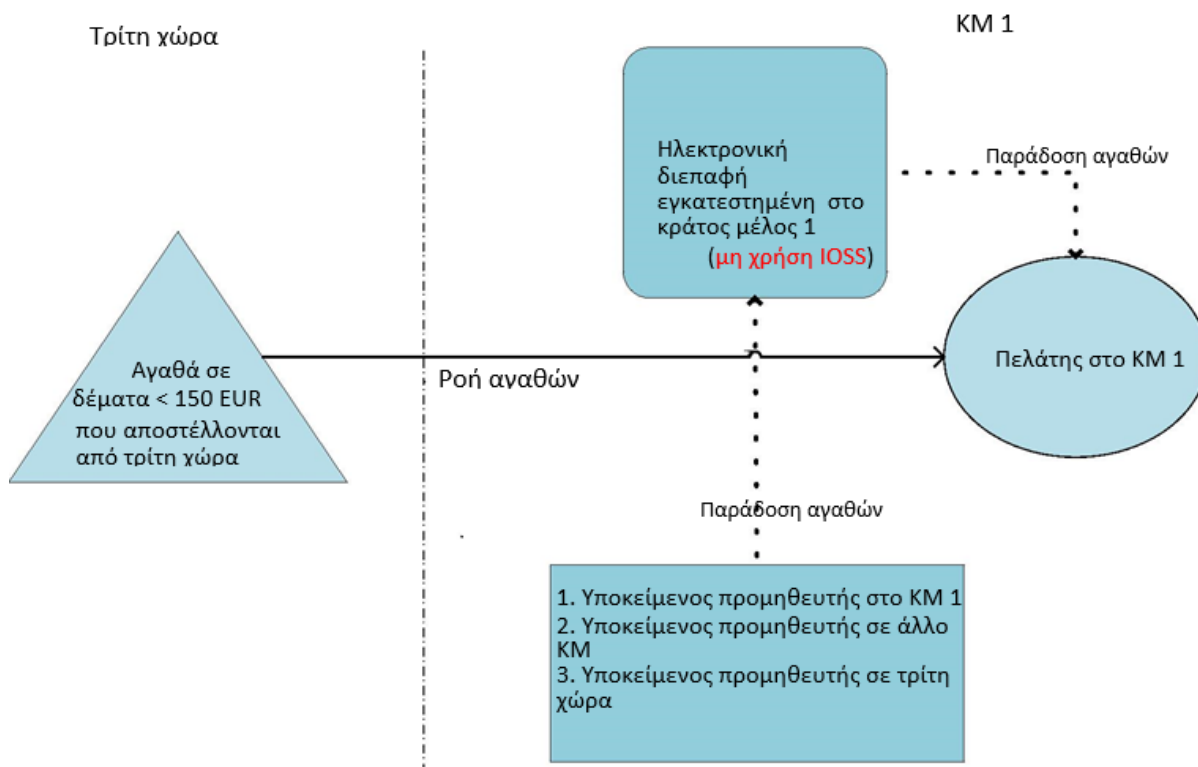 Τρίτη χώρα
ΚΜ 1
Ηλεκτρονική
διεπαφή
εγκατεστημένη στο
κράτος μέλος 1
(μη χρήση IOSS)
Παράδοση αγαθών
Αγαθά σε
δέματα < 150 EUR
που αποστέλλονται
από τρίτη χώρα
Ροή αγαθών
Πελάτης στο ΚΜ 1
Παράδοση αγαθών
1. Υποκείμενος προμηθευτής στο ΚΜ 1
2. Υποκείμενος προμηθευτής σε άλλο
ΚΜ
3. Υποκείμενος προμηθευτής σε τρίτη
χώρα